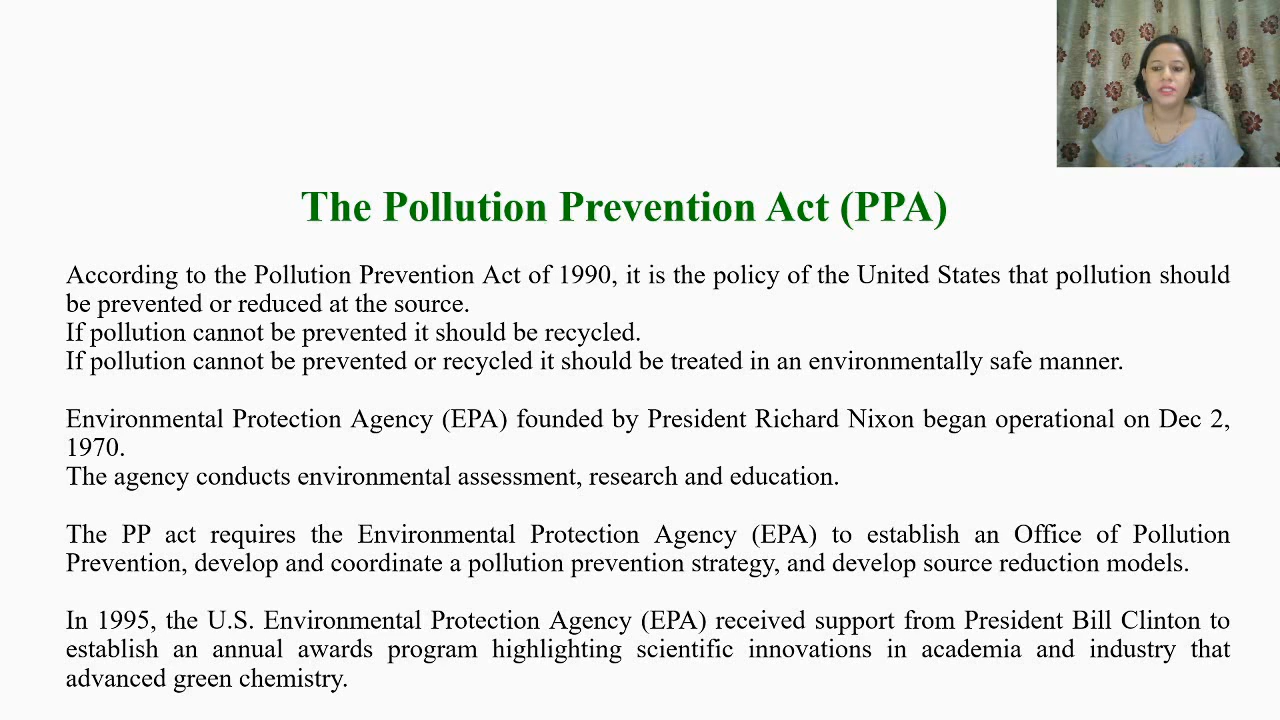 The Pollution Prevention Act (PPA)
According to the Pollution Prevention Act of 1990, it is the policy of the United States that pollution should
be prevented or reduced at the source.
If pollution cannot be prevented it should be recycled.
If pollution cannot be prevented or recycled it should be treated in an environmentally safe manner.
Environmental Protection Agency (EPA) founded by President Richard Nixon began operational on Dec 2,
1970.
The agency conducts environmental assessment, research and education.
The PP act requires the Environmental Protection Agency (EPA) to establish an Office of Pollution
Prevention, develop and coordinate a pollution prevention strategy, and develop source reduction models.
In 1995, the U.S. Environmental Protection Agency (EPA) received support from President Bill Clinton to
establish an annual awards program highlighting scientific innovations in academia and industry that
advanced green chemistry.